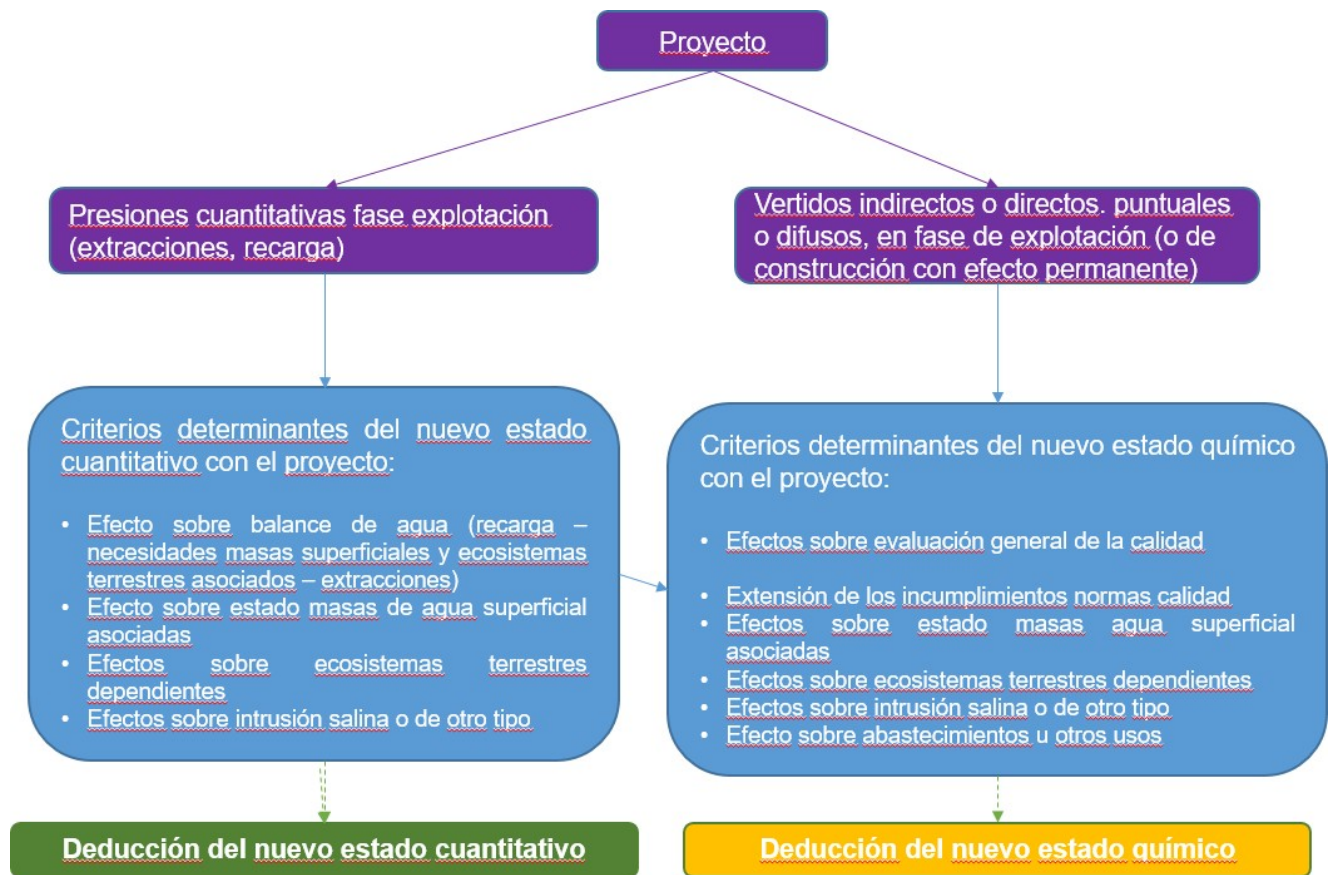 Proyecto
Presiones cuantitativas fase explotación
(extracciones, recarga)
Vertidos indirectos o directos. puntuales
o difusos, en fase de explotación (o de
construcción con efecto permanente)
Criterios determinantes del nuevo estado
cuantitativo con el proyecto:
• Efecto sobre balance de agua (recarga –
necesidades masas superficiales y ecosistemas
terrestres asociados – extracciones)
• Efecto sobre estado masas de agua superficial
asociadas
• Efectos sobre ecosistemas terrestres
dependientes
• Efectos sobre intrusión salina o de otro tipo
Criterios determinantes del nuevo estado químico
con el proyecto:
• Efectos sobre evaluación general de la calidad
• Extensión de los incumplimientos normas calidad
• Efectos sobre estado masas agua superficial
asociadas
• Efectos sobre ecosistemas terrestres dependientes
• Efectos sobre intrusión salina o de otro tipo
• Efecto sobre abastecimientos u otros usos
Deducción del nuevo estado cuantitativo
Deducción del nuevo estado químico